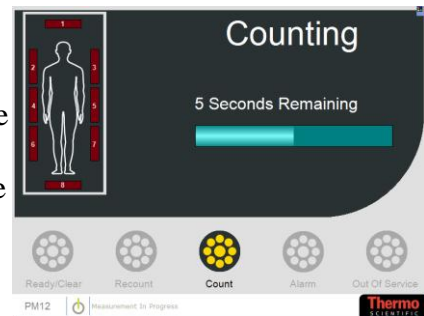 Counting
1
2
3
4
5
6
7
8
5 Seconds Remaining
e
e
Ready/Clear
Recount
Count
Alarm
Out Of Service
PM12
Measurement In Progress
Thermo
SCIENTIFIC